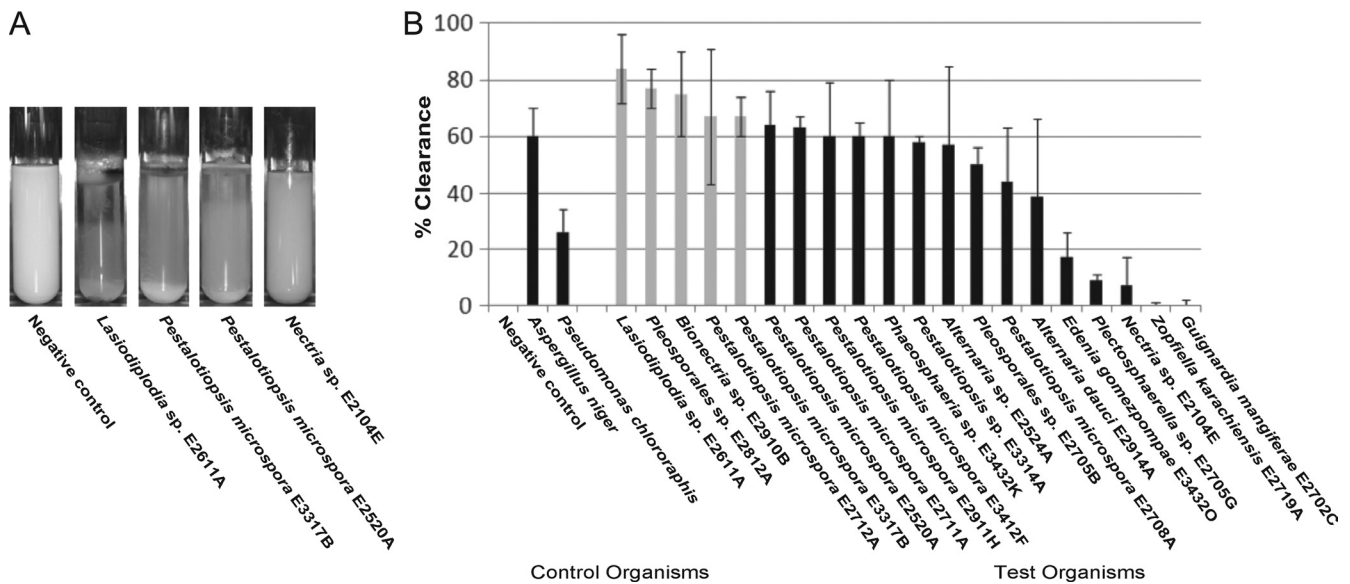 A
Negative control
Lasiodiplodia sp. E2611A
Pestalotiopsis microspora E3317B
Pestalotiopsis microspora E2520A
Nectria sp. E2104E
B
% Clearance
100
80
60
40
20
0
Negative control
Aspergillus niger
Pseudomonas chlororaphis
Lasiodiplodia sp. E2611A
Pleosporales sp. E2812A
Bionectria sp. E2910B
Pestalotiopsis microspora E2712A
Pestalotiopsis microspora E3317B
Pestalotiopsis microspora E2520A
Pestalotiopsis microspora E2711A
Pestalotiopsis microspora E2911H
Pestalotiopsis microspora E3412F
Phaeosphaeria sp. E3432K
Pestalotiopsis sp. E3314A
Alternaria sp. E2524A
Pleosporales sp. E2705B
Pestalotiopsis microspora E2708A
Alternaria dauci E2914A
Edenia gomezpompae E3432O
Plectosphaerella sp. E2705G
Nectria sp. E2104E
Zopfiella karachiensis E2719A
Guignardia mangiferae E2702C
Control Organisms
Test Organisms